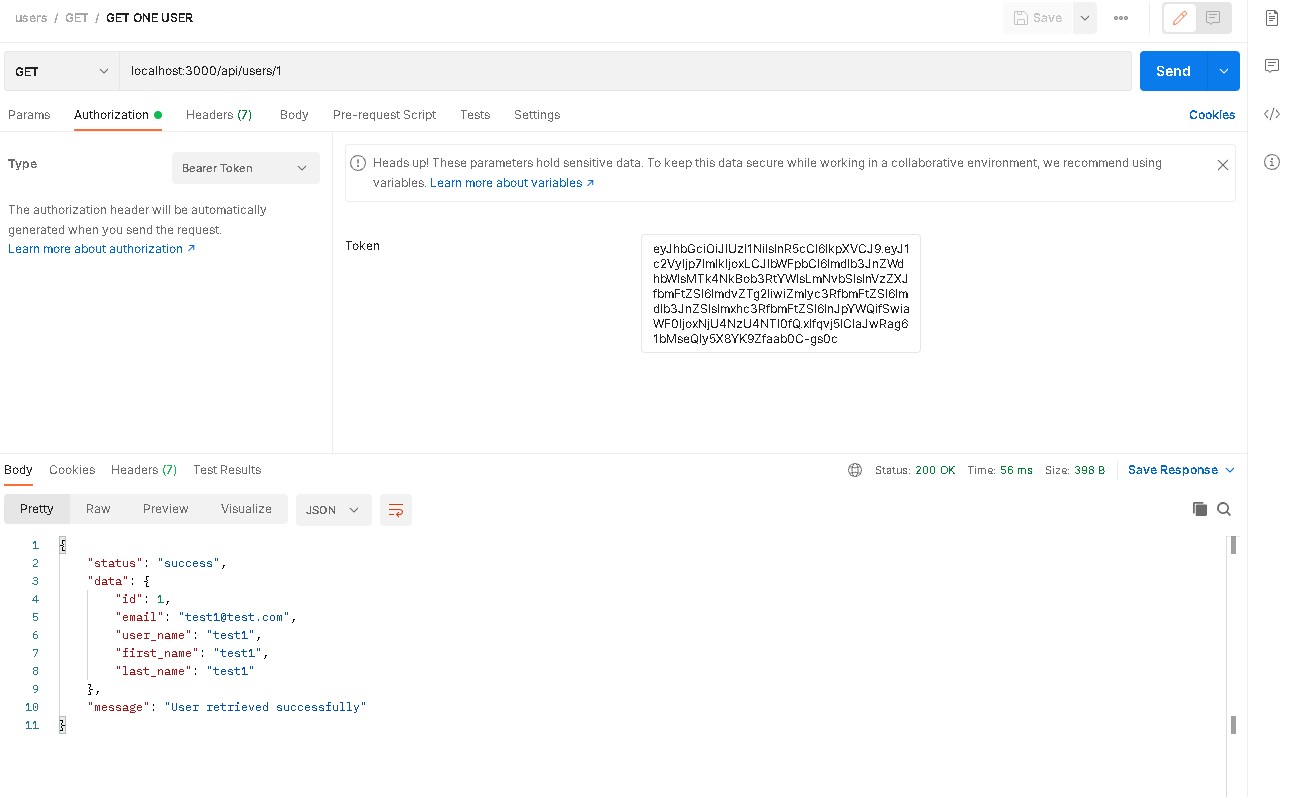 users / GET / GET ONE USER
Save
GET
localhost:3000/api/users/1
Send
Params
Authorization
Headers (7)
Body
Pre-request Script
Tests
Settings
Cookies
Type
Bearer Token
The authorization header will be automatically
generated when you send the request.
Learn more about authorization ↗
Heads up! These parameters hold sensitive data. To keep this data secure while working in a collaborative environment, we recommend using
variables. Learn more about variables ↗
Token
Body
Cookies
Headers (7)
Test Results
Status: 200 OK
Time: 56 ms
Size: 398 B
Save Response
Pretty
Raw
Preview
Visualize
JSON
1 {
2 "status": "success",
3 "data": {
4 "id": 1,
5 "email": "test1@test.com",
6 "user_name": "test1",
7 "first_name": "test1",
8 "last_name": "test1"
9 },
10 "message": "User retrieved successfully"
11 }